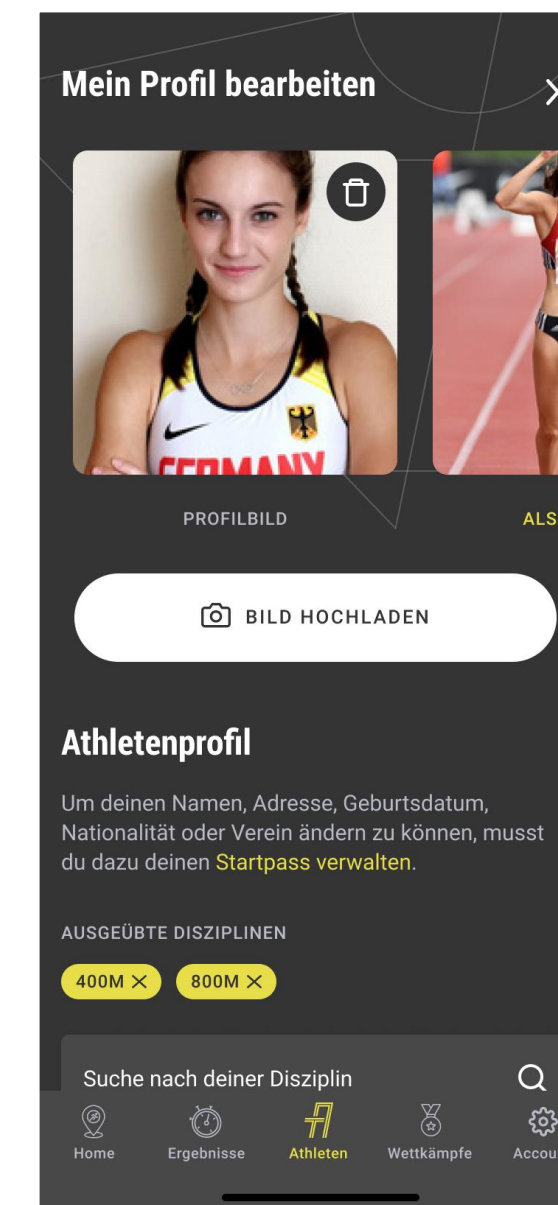 Mein Profil bearbeiten
GERMANY
PROFILBILD
ALS
BILD HOCHLADEN
Athletenprofil
Um deinen Namen, Adresse, Geburtsdatum,
Nationalität oder Verein ändern zu können, musst
du dazu deinen Startpass verwalten.
AUSGEÜBTE DISZIPLINEN
400M
800M
Suche nach deiner Disziplin
Home
Ergebnisse
Athleten
Wettkämpfe
Accou